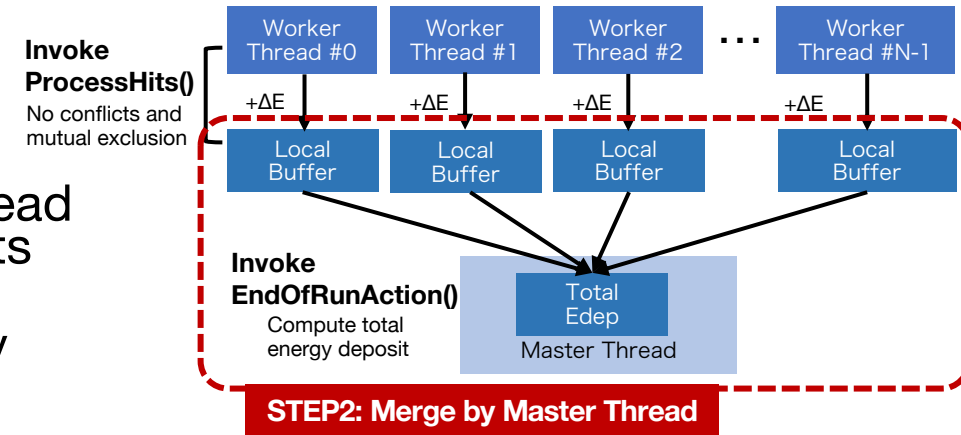 Worker
Thread #0
Worker
Thread #1
Worker
Thread #2
...
Worker
Thread #N-1
Invoke
ProcessHits()
No conflicts and
mutual exclusion
+ΔE
+ΔE
+ΔE
+ΔE
Local
Buffer
Local
Buffer
Local
Buffer
Local
Buffer
ead
ts
y
Invoke
EndOfRunAction()
Compute total
energy deposit
Total
Edep
Master Thread
STEP2: Merge by Master Thread